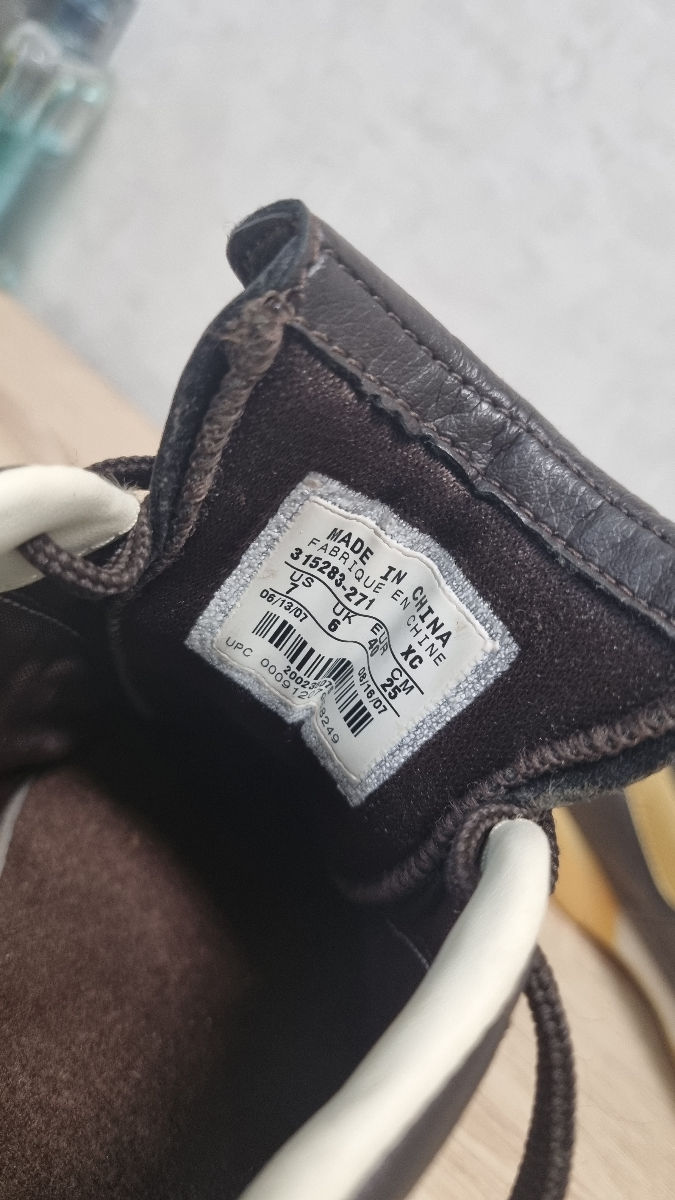 MADE IN CHINA
FABRIQUÉ EN CHINE
315283-271 XC
US UK EUR CM
7 6 40 25
06/13/07 08/16/07
UPC